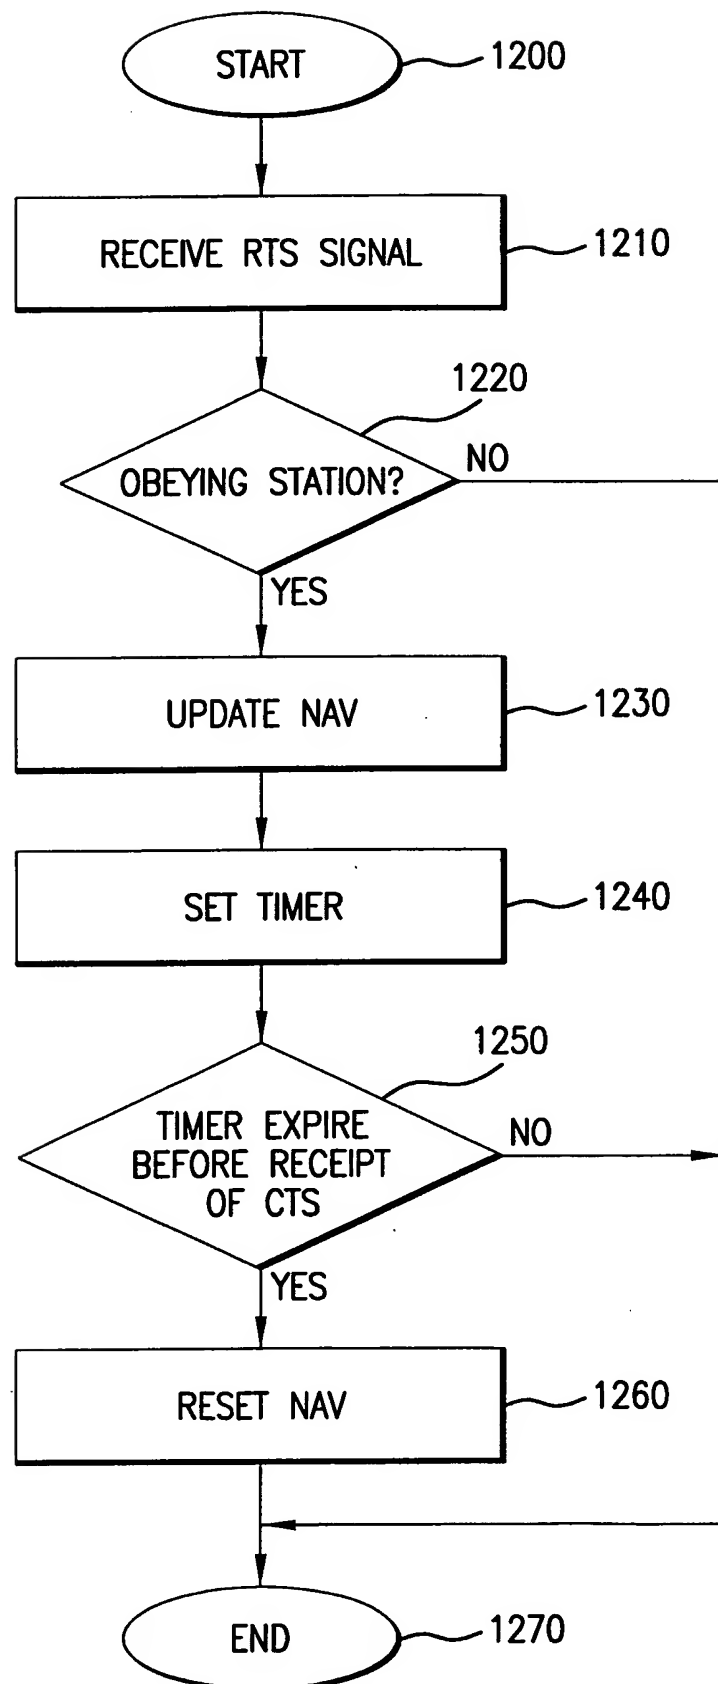 START
1200
RECEIVE RTS SIGNAL
1210
1220
OBEYING STATION?
NO
YES
UPDATE NAV
1230
SET TIMER
1240
1250
TIMER EXPIRE
BEFORE RECEIPT
OF CTS
NO
YES
RESET NAV
1260
END
1270